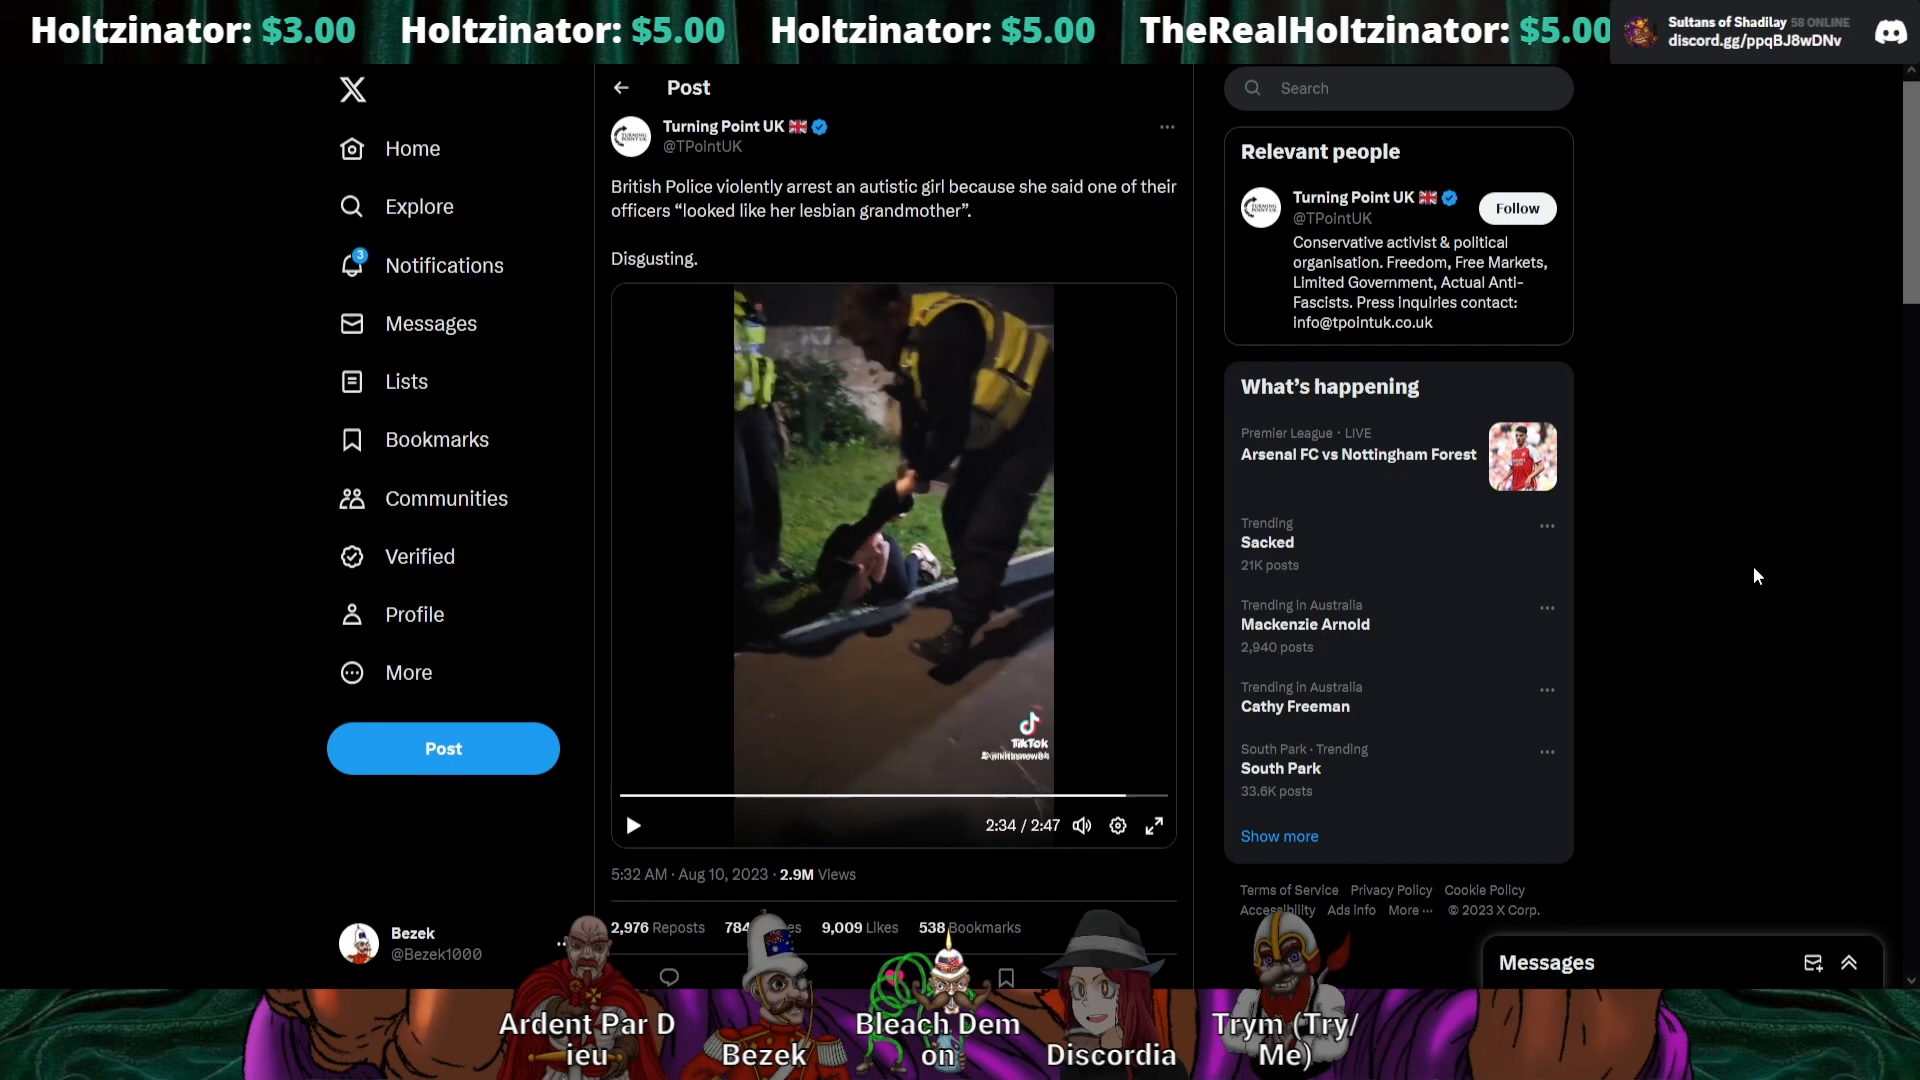 Holtzinator: $3.00 Holtzinator: $5.00 Holtzinator: $5.00 TheRealHoltzinator: $5.00
Sultans of Shadilay 58 ONLINE
discord.gg/ppqBJ8wDNv
X
Home
Explore
3
Notifications
Messages
Lists
Bookmarks
Communities
Verified
Profile
More
Post
Bezek
@Bezek1000
Post
Turning Point UK
@TPointUK
British Police violently arrest an autistic girl because she said one of their
officers “looked like her lesbian grandmother”.
Disgusting.
TikTok
2:34 / 2:47
5:32 AM · Aug 10, 2023 · 2.9M Views
2,976 Reposts 784 9,009 Likes 538 Bookmarks
Search
Relevant people
Turning Point UK
@TPointUK
Follow
Conservative activist & political
organisation. Freedom, Free Markets,
Limited Government, Actual Anti-
Fascists. Press inquiries contact:
info@tpointuk.co.uk
What’s happening
Premier League · LIVE
Arsenal FC vs Nottingham Forest
Trending
Sacked
21K posts
Trending in Australia
Mackenzie Arnold
2,940 posts
Trending in Australia
Cathy Freeman
South Park · Trending
South Park
33.6K posts
Show more
Terms of Service Privacy Policy Cookie Policy
Accessibility Ads info More ··· © 2023 X Corp.
Messages
Ardent Par D
ieu
Bezek
Bleach Dem
on
Discordia
Trym (Try/
Me)